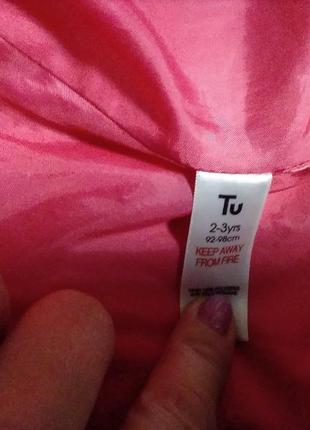 Tu
2-3yrs
92-98cm
KEEP AWAY
FROM FIRE